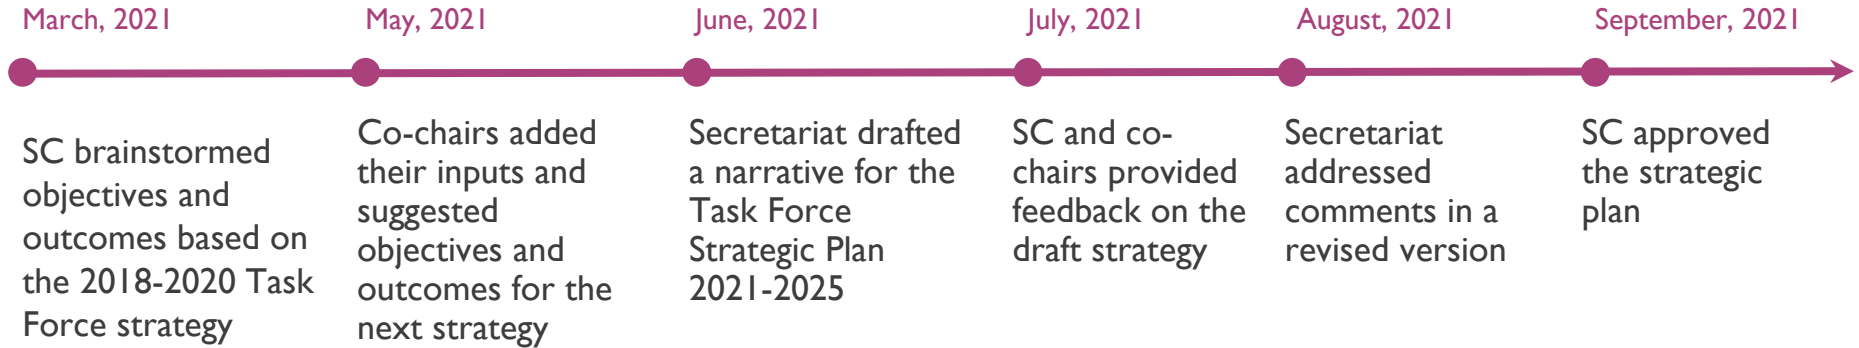 March, 2021
SC brainstormed
objectives and
outcomes based on
the 2018-2020 Task
Force strategy
May, 2021
Co-chairs added
their inputs and
suggested
objectives and
outcomes for the
next strategy
June, 2021
Secretariat drafted
a narrative for the
Task Force
Strategic Plan
2021-2025
July, 2021
SC and co-
chairs provided
feedback on the
draft strategy
August, 2021
Secretariat
addressed
comments in a
revised version
September, 2021
SC approved
the strategic
plan